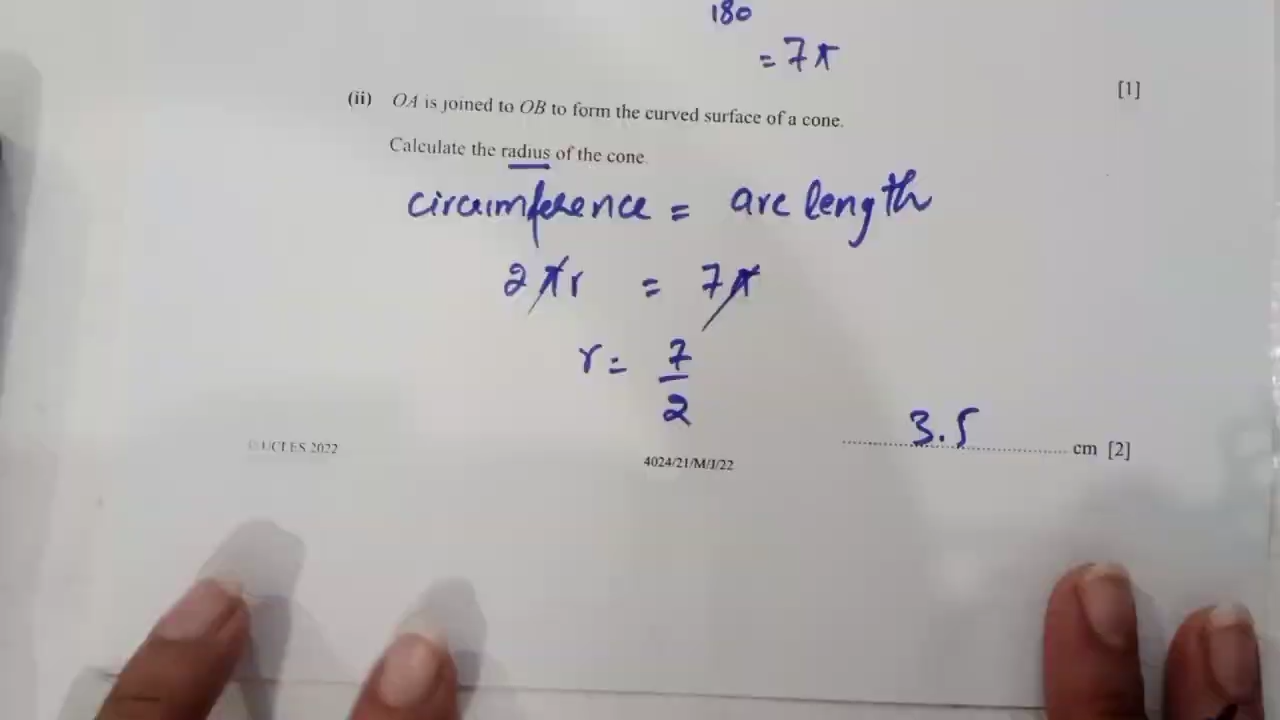 180
= 7π
[1]
(ii) OA is joined to OB to form the curved surface of a cone.
Calculate the radius of the cone.
circumference = arc length
2πr = 7π
r = 7/2
3.5 cm [2]
© UCLES 2022
4024/21/M/J/22